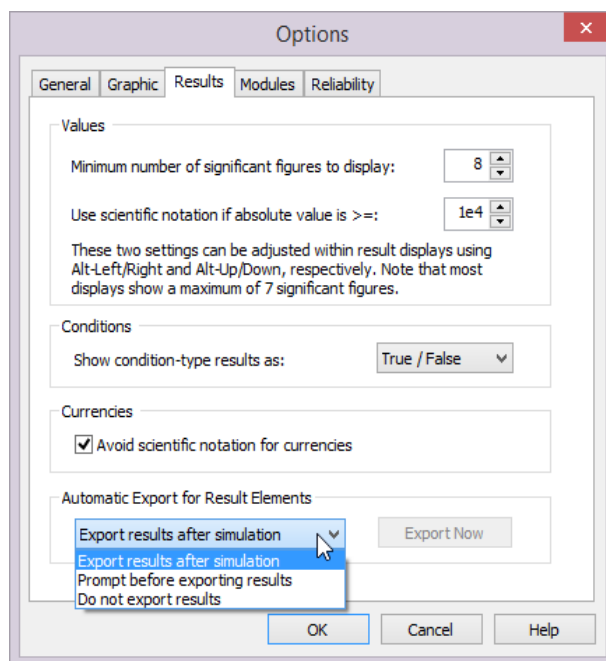 Options
General Graphic Results Modules Reliability
Values
Minimum number of significant figures to display: 8
Use scientific notation if absolute value is >=: 1e4
These two settings can be adjusted within result displays using
Alt-Left/Right and Alt-Up/Down, respectively. Note that most
displays show a maximum of 7 significant figures.
Conditions
Show condition-type results as: True / False
Currencies
Avoid scientific notation for currencies
Automatic Export for Result Elements
Export results after simulation Export Now
Export results after simulation
Prompt before exporting results
Do not export results
OK Cancel Help